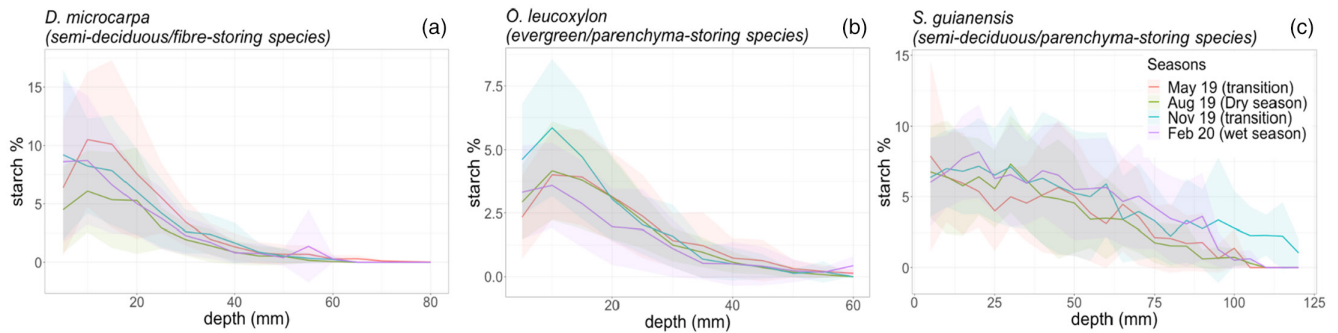 D. microcarpa
(semi-deciduous/fibre-storing species)
(a)
15
10
5
0
starch %
20
40
60
80
depth (mm)
O. leucoxylon
(evergreen/parenchyma-storing species)
(b)
7.5
5.0
2.5
0.0
starch %
20
40
60
depth (mm)
S. guianensis
(semi-deciduous/parenchyma-storing species)
(c)
Seasons
May 19 (transition)
Aug 19 (Dry season)
Nov 19 (transition)
Feb 20 (wet season)
15
10
5
0
starch %
0
25
50
75
100
125
depth (mm)